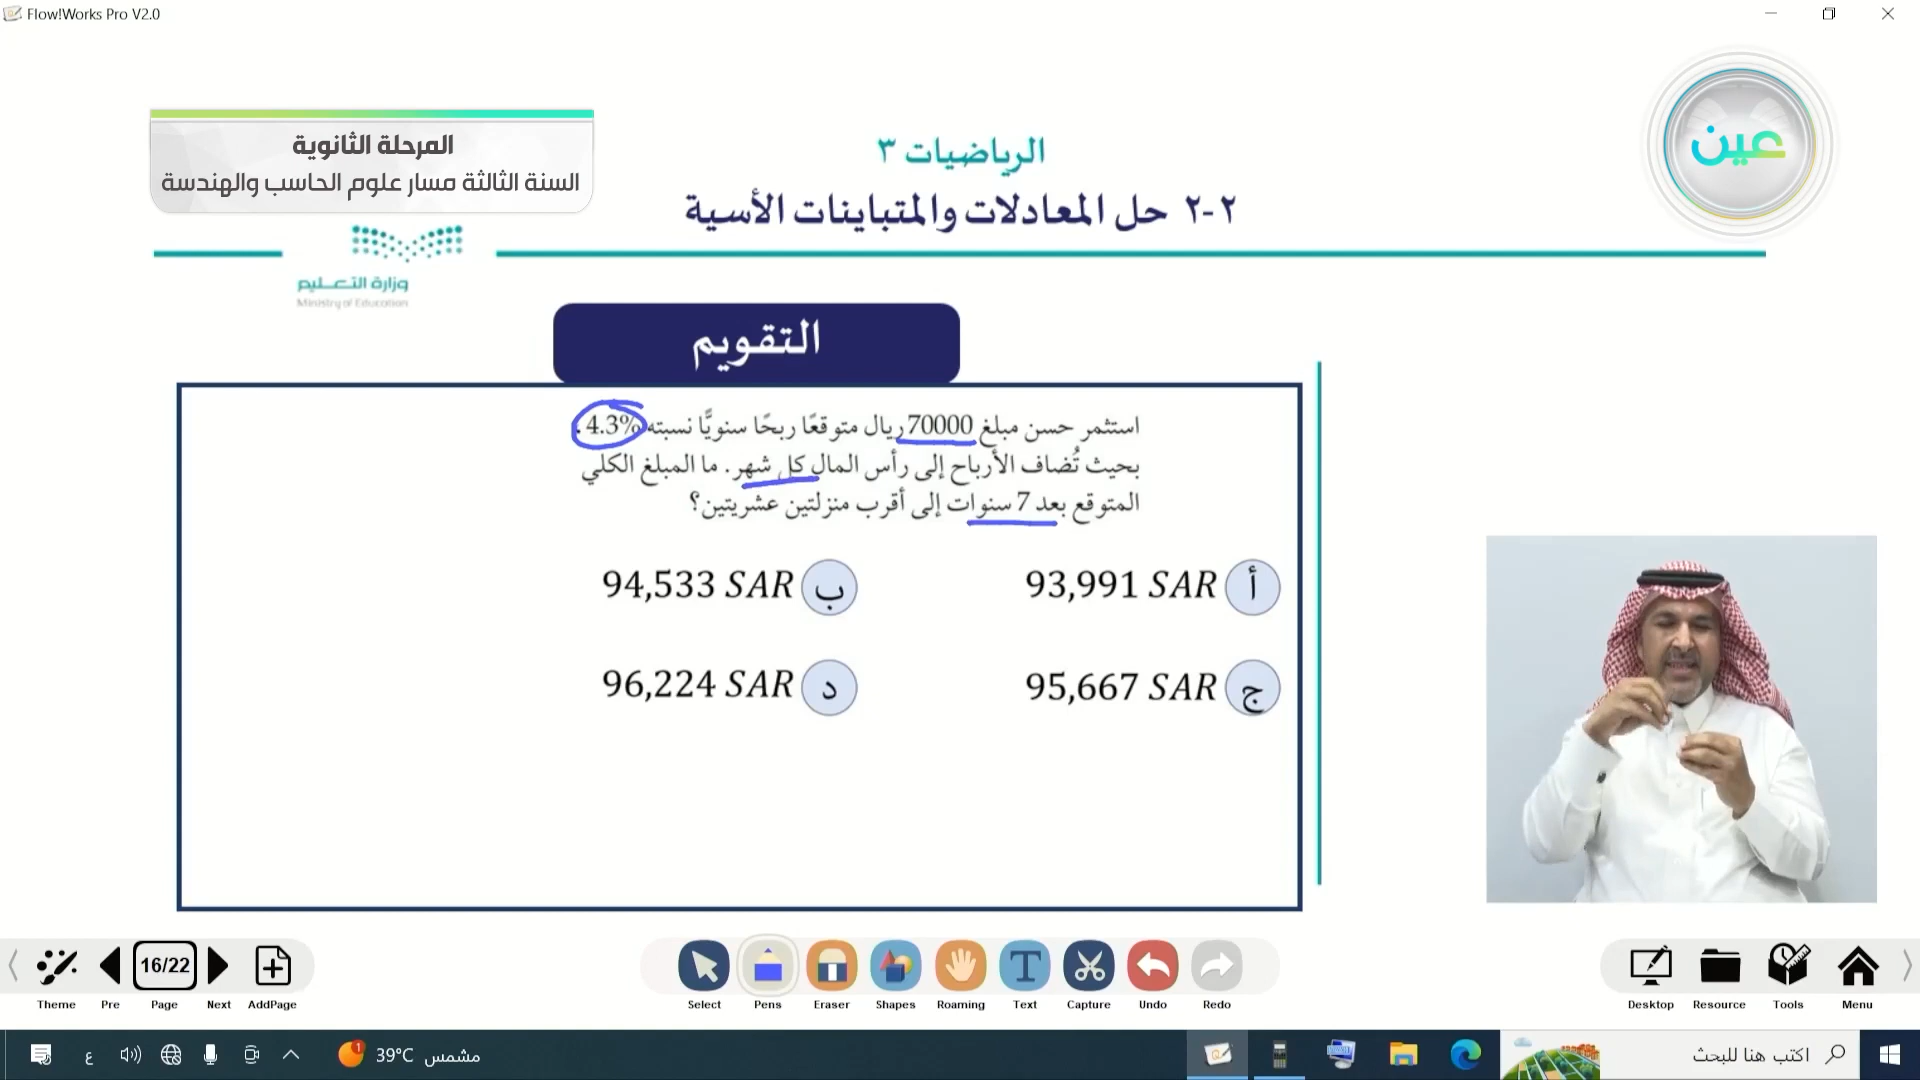 Flow!Works Pro V2.0
عين
المرحلة الثانوية
السنة الثالثة مسار علوم الحاسب والهندسة
الرياضيات ٣
٢-٢ حل المعادلات والمتباينات الأسية
وزارة التعليم
Ministry of Education
التقويم
استثمر حسن مبلغ 70000 ريال متوقعًا ربحًا سنويًّا نسبته 4.3% .
بحيث تُضاف الأرباح إلى رأس المال كل شهر. ما المبلغ الكلي
المتوقع بعد 7 سنوات إلى أقرب منزلتين عشريتين؟
أ 93,991 SAR
ب 94,533 SAR
ج 95,667 SAR
د 96,224 SAR
16/22
Theme Pre Page Next AddPage
Select Pens Eraser Shapes Roaming Text Capture Undo Redo
Desktop Resource Tools Menu
ع
1
39°C مشمس
اكتب هنا للبحث